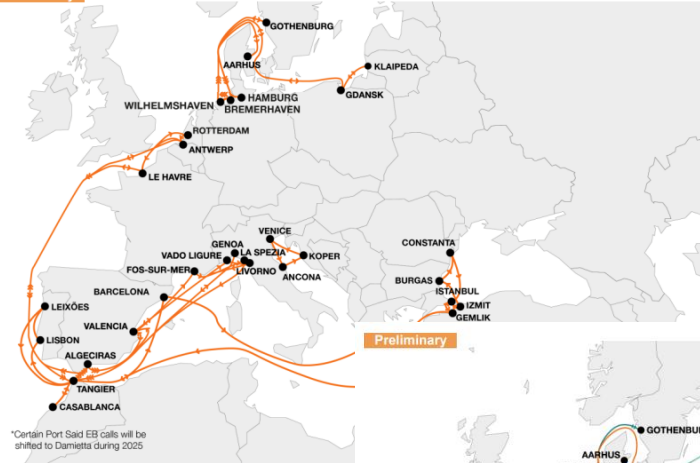 GOTHENBURG
AARHUS
KLAIPEDA
GDANSK
HAMBURG
WILHELMSHAVEN
BREMERHAVEN
ROTTERDAM
ANTWERP
LE HAVRE
VENICE
GENOA
LA SPEZIA
VADO LIGURE
KOPER
FOS-SUR-MER
LIVORNO
ANCONA
CONSTANTA
BURGAS
ISTANBUL
IZMIT
GEMLIK
BARCELONA
LEIXÕES
VALENCIA
LISBON
ALGECIRAS
TANGIER
CASABLANCA
*Certain Port Said EB calls will be
shifted to Damietta during 2025
Preliminary
GOTHENBU
AARHUS